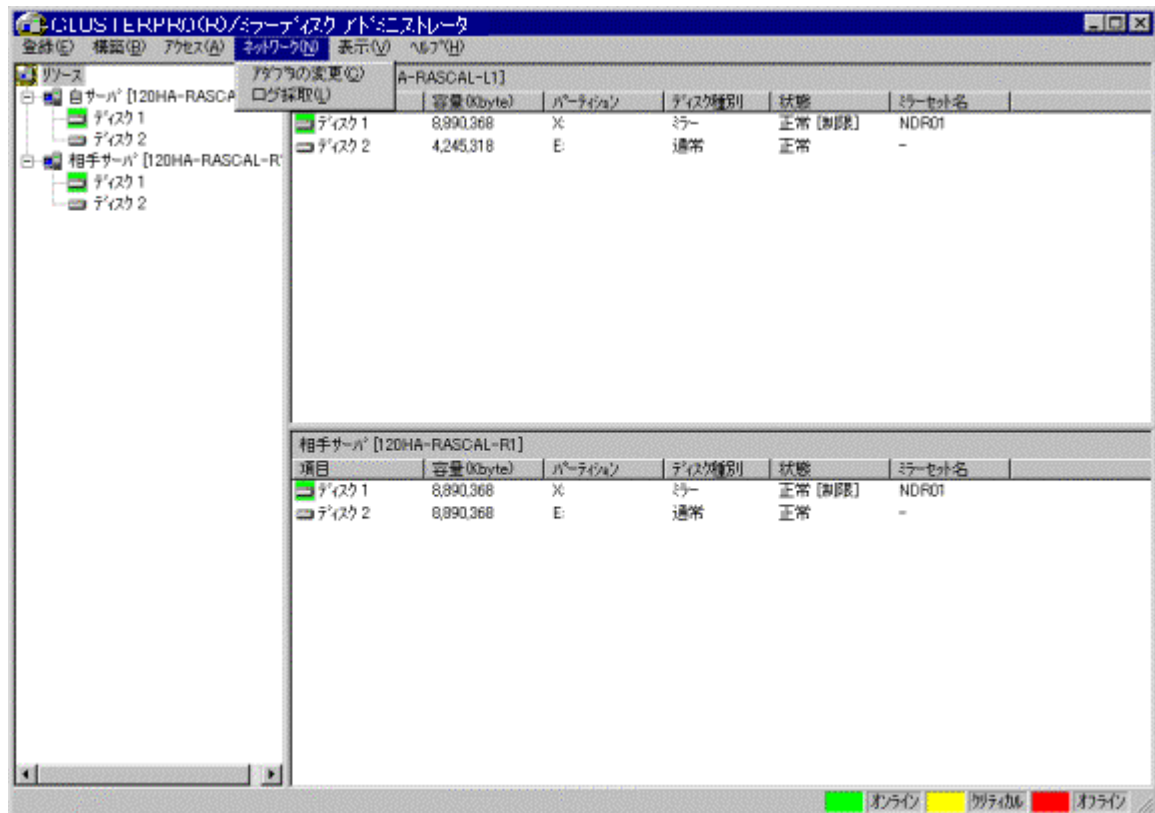 CLUSTERPRO(R)/ミラーディスク アドミニストレータ
登録(E) 構築(B) アクセス(A) ネットワーク(N) 表示(V) ヘルプ(H)
アダプタの変更(C)
ログ採取(L)
リソース
自サーバ [120HA-RASCA
ディスク 1
ディスク 2
相手サーバ [120HA-RASCAL-R1
ディスク 1
ディスク 2
A-RASCAL-L1]
容量(Kbyte) パーティション ディスク種別 状態 ミラーセット名
ディスク 1 8,890,368 X: ミラー 正常 [制限] NDR01
ディスク 2 4,245,318 E: 通常 正常 -
相手サーバ [120HA-RASCAL-R1]
項目 容量(Kbyte) パーティション ディスク種別 状態 ミラーセット名
ディスク 1 8,890,368 X: ミラー 正常 [制限] NDR01
ディスク 2 8,890,368 E: 通常 正常 -
オンライン クリティカル オフライン